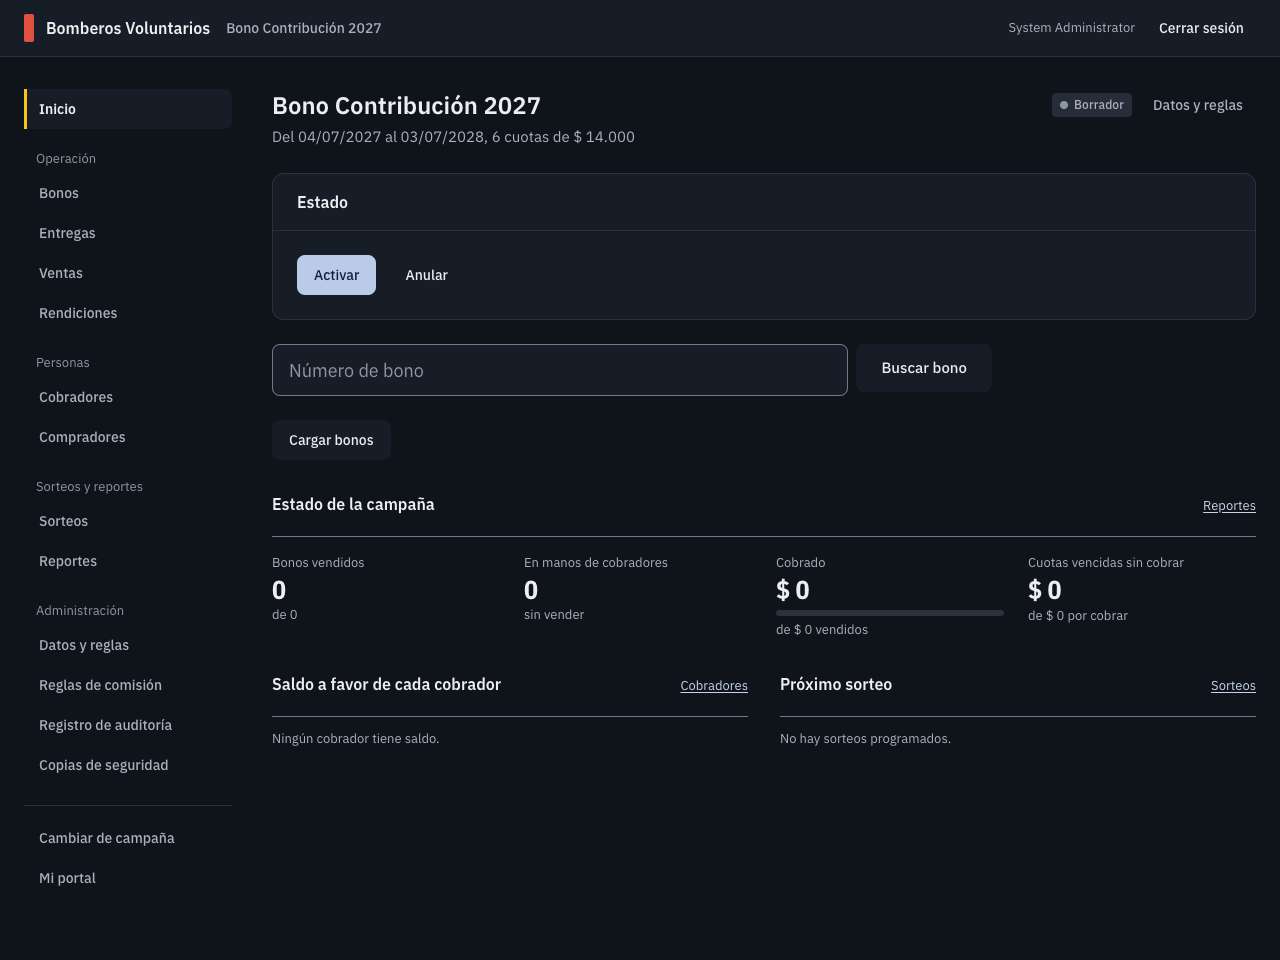 Bomberos Voluntarios
Bono Contribución 2027
System Administrator
Cerrar sesión
Inicio
Operación
Bonos
Entregas
Ventas
Rendiciones
Personas
Cobradores
Compradores
Sorteos y reportes
Sorteos
Reportes
Administración
Datos y reglas
Reglas de comisión
Registro de auditoría
Copias de seguridad
Cambiar de campaña
Mi portal
Bono Contribución 2027
Borrador
Datos y reglas
Del 04/07/2027 al 03/07/2028, 6 cuotas de $ 14.000
Estado
Activar
Anular
Número de bono
Buscar bono
Cargar bonos
Estado de la campaña
Reportes
Bonos vendidos
0
de 0
En manos de cobradores
0
sin vender
Cobrado
$ 0
de $ 0 vendidos
Cuotas vencidas sin cobrar
$ 0
de $ 0 por cobrar
Saldo a favor de cada cobrador
Cobradores
Ningún cobrador tiene saldo.
Próximo sorteo
Sorteos
No hay sorteos programados.